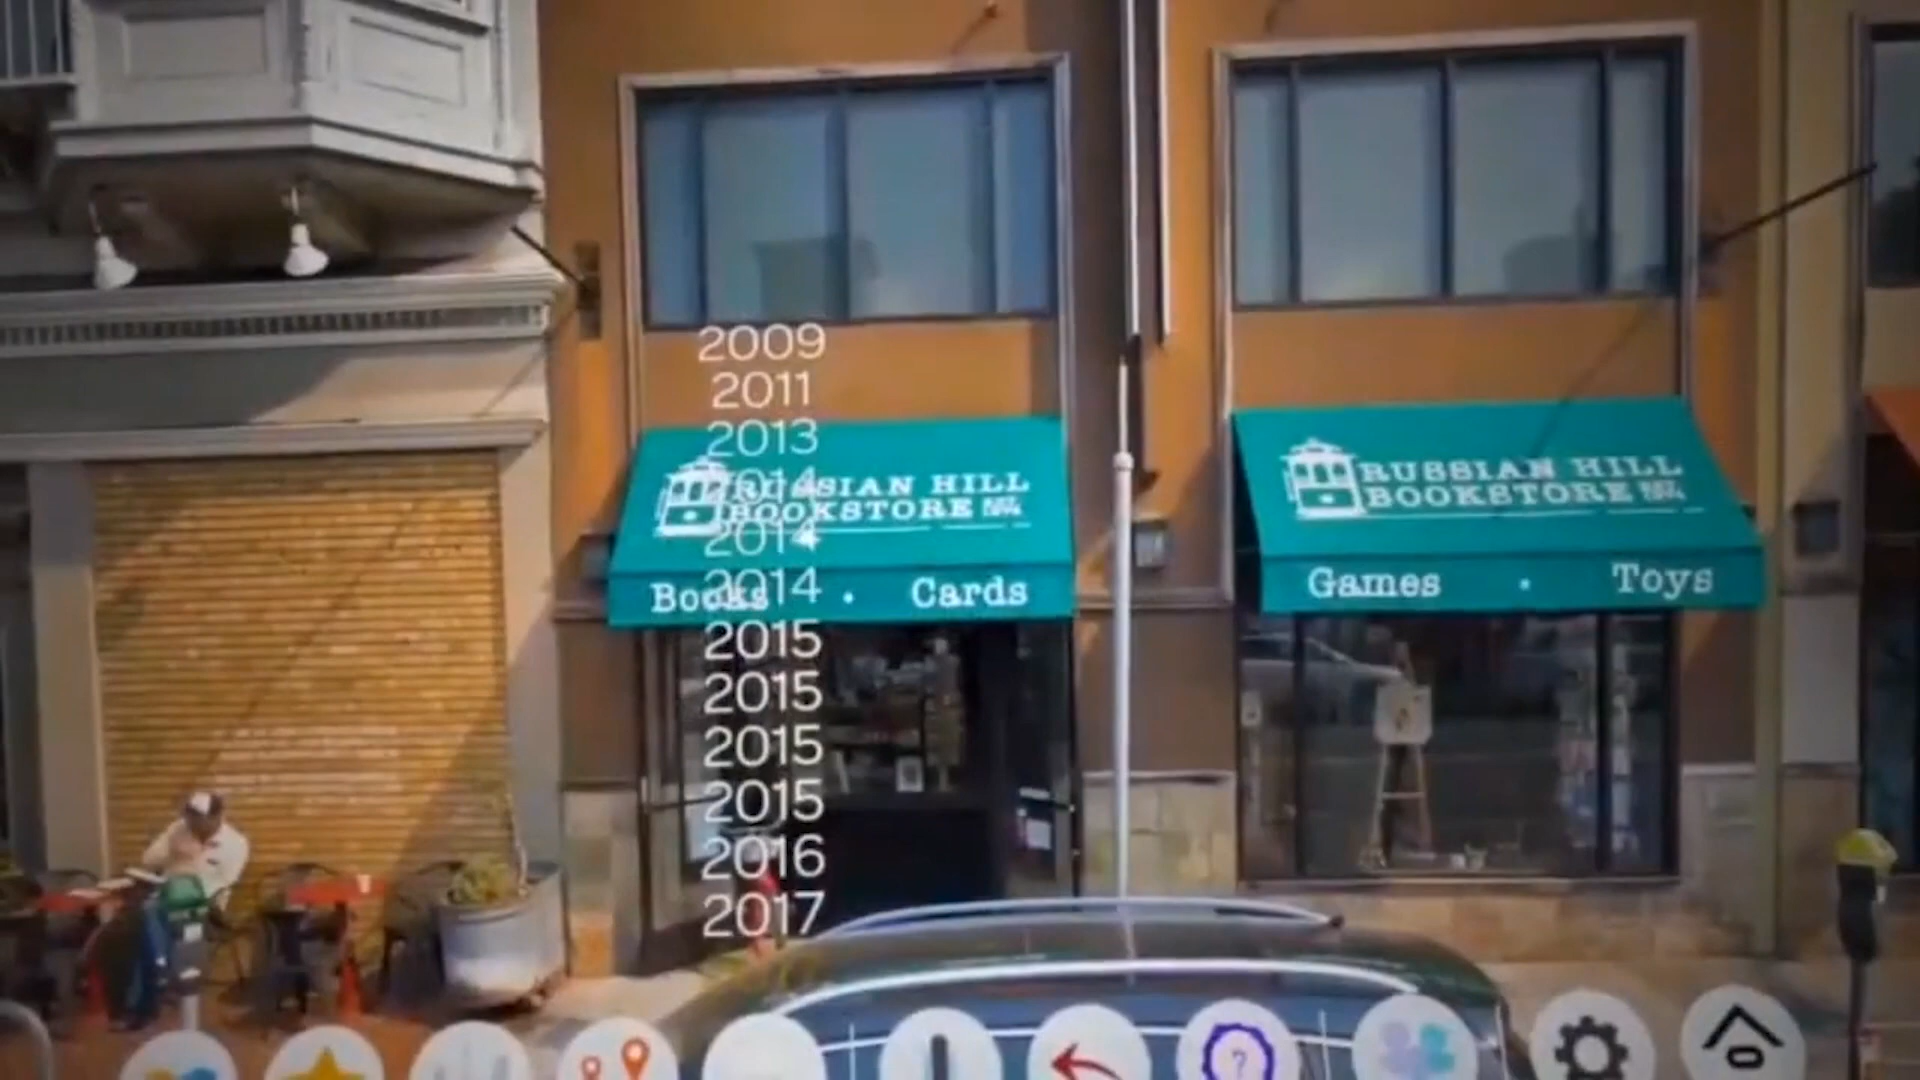 2009
2011
2013
2014
2014
2014
2015
2015
2015
2015
2016
2017
RUSSIAN HILL
BOOKSTORE
Books · Cards
RUSSIAN HILL
BOOKSTORE
Games · Toys
?